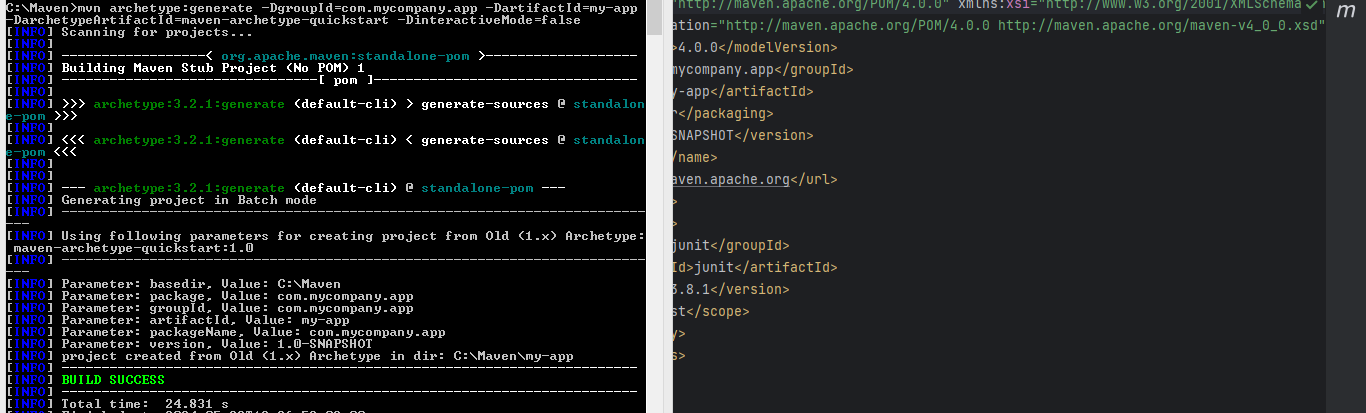 C:\Maven>mvn archetype:generate -DgroupId=com.mycompany.app -DartifactId=my-app
-DarchetypeArtifactId=maven-archetype-quickstart -DinteractiveMode=false
[INFO] Scanning for projects...
[INFO]
[INFO] ------------------< org.apache.maven:standalone-pom >-------------------
[INFO] Building Maven Stub Project (No POM) 1
[INFO] --------------------------------[ pom ]---------------------------------
[INFO]
[INFO] >>> archetype:3.2.1:generate (default-cli) > generate-sources @ standalon
e-pom >>>
[INFO]
[INFO] <<< archetype:3.2.1:generate (default-cli) < generate-sources @ standalon
e-pom <<<
[INFO]
[INFO]
[INFO] --- archetype:3.2.1:generate (default-cli) @ standalone-pom ---
[INFO] Generating project in Batch mode
[INFO] -------------------------------------------------------------------------
---
[INFO] Using following parameters for creating project from Old (1.x) Archetype:
maven-archetype-quickstart:1.0
[INFO] -------------------------------------------------------------------------
---
[INFO] Parameter: basedir, Value: C:\Maven
[INFO] Parameter: package, Value: com.mycompany.app
[INFO] Parameter: groupId, Value: com.mycompany.app
[INFO] Parameter: artifactId, Value: my-app
[INFO] Parameter: packageName, Value: com.mycompany.app
[INFO] Parameter: version, Value: 1.0-SNAPSHOT
[INFO] project created from Old (1.x) Archetype in dir: C:\Maven\my-app
[INFO] ------------------------------------------------------------------------
[INFO] BUILD SUCCESS
[INFO] ------------------------------------------------------------------------
[INFO] Total time:  24.831 s
"http://maven.apache.org/POM/4.0.0" xmlns:xsi="http://www.w3.org/2001/XMLSchema
ation="http://maven.apache.org/POM/4.0.0 http://maven.apache.org/maven-v4_0_0.xsd"
>4.0.0</modelVersion>
mycompany.app</groupId>
y-app</artifactId>
r</packaging>
SNAPSHOT</version>
/name>
aven.apache.org</url>
>
>
junit</groupId>
Id>junit</artifactId>
3.8.1</version>
st</scope>
y>
s>
m